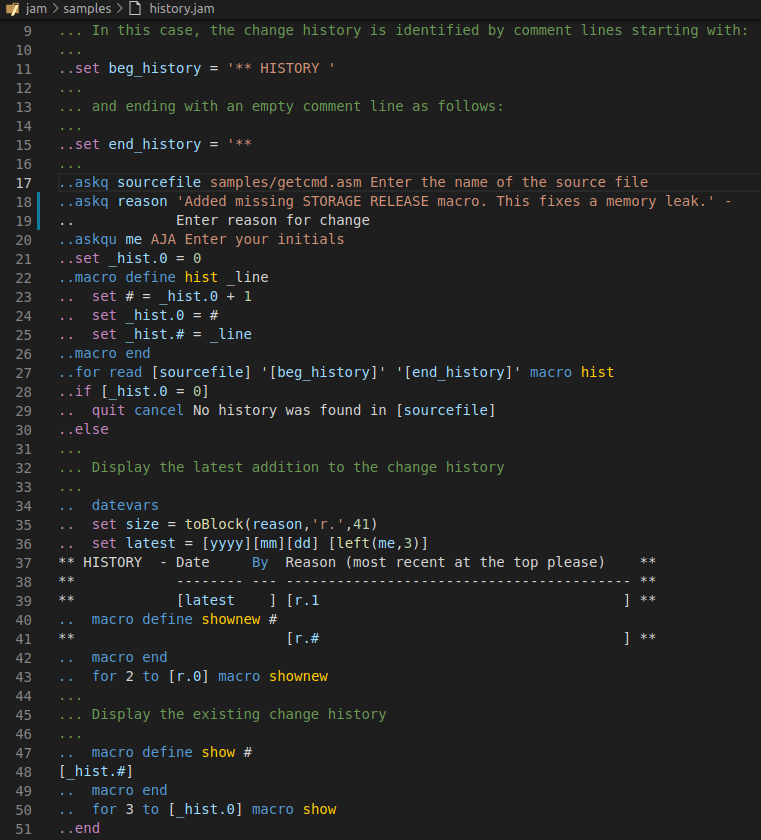 jam > samples > history.jam
9 ... In this case, the change history is identified by comment lines starting with:
10 ...
11 ..set beg_history = '** HISTORY '
12 ...
13 ... and ending with an empty comment line as follows:
14 ...
15 ..set end_history = '**
16 ...
17 ..askq sourcefile samples/getcmd.asm Enter the name of the source file
18 ..askq reason 'Added missing STORAGE RELEASE macro. This fixes a memory leak.' -
19 ..            Enter reason for change
20 ..askqu me AJA Enter your initials
21 ..set _hist.0 = 0
22 ..macro define hist _line
23 ..  set # = _hist.0 + 1
24 ..  set _hist.0 = #
25 ..  set _hist.# = _line
26 ..macro end
27 ..for read [sourcefile] '[beg_history]' '[end_history]' macro hist
28 ..if [_hist.0 = 0]
29 ..  quit cancel No history was found in [sourcefile]
30 ..else
31 ...
32 ... Display the latest addition to the change history
33 ...
34 ..  datevars
35 ..  set size = toBlock(reason,'r.',41)
36 ..  set latest = [yyyy][mm][dd] [left(me,3)]
37 ** HISTORY  - Date     By  Reason (most recent at the top please)    **
38 **            -------- --- ----------------------------------------- **
39 **            [latest    ] [r.1                                    ] **
40 ..  macro define shownew #
41 **                         [r.#                                    ] **
42 ..  macro end
43 ..  for 2 to [r.0] macro shownew
44 ...
45 ... Display the existing change history
46 ...
47 ..  macro define show #
48 [_hist.#]
49 ..  macro end
50 ..  for 3 to [_hist.0] macro show
51 ..end